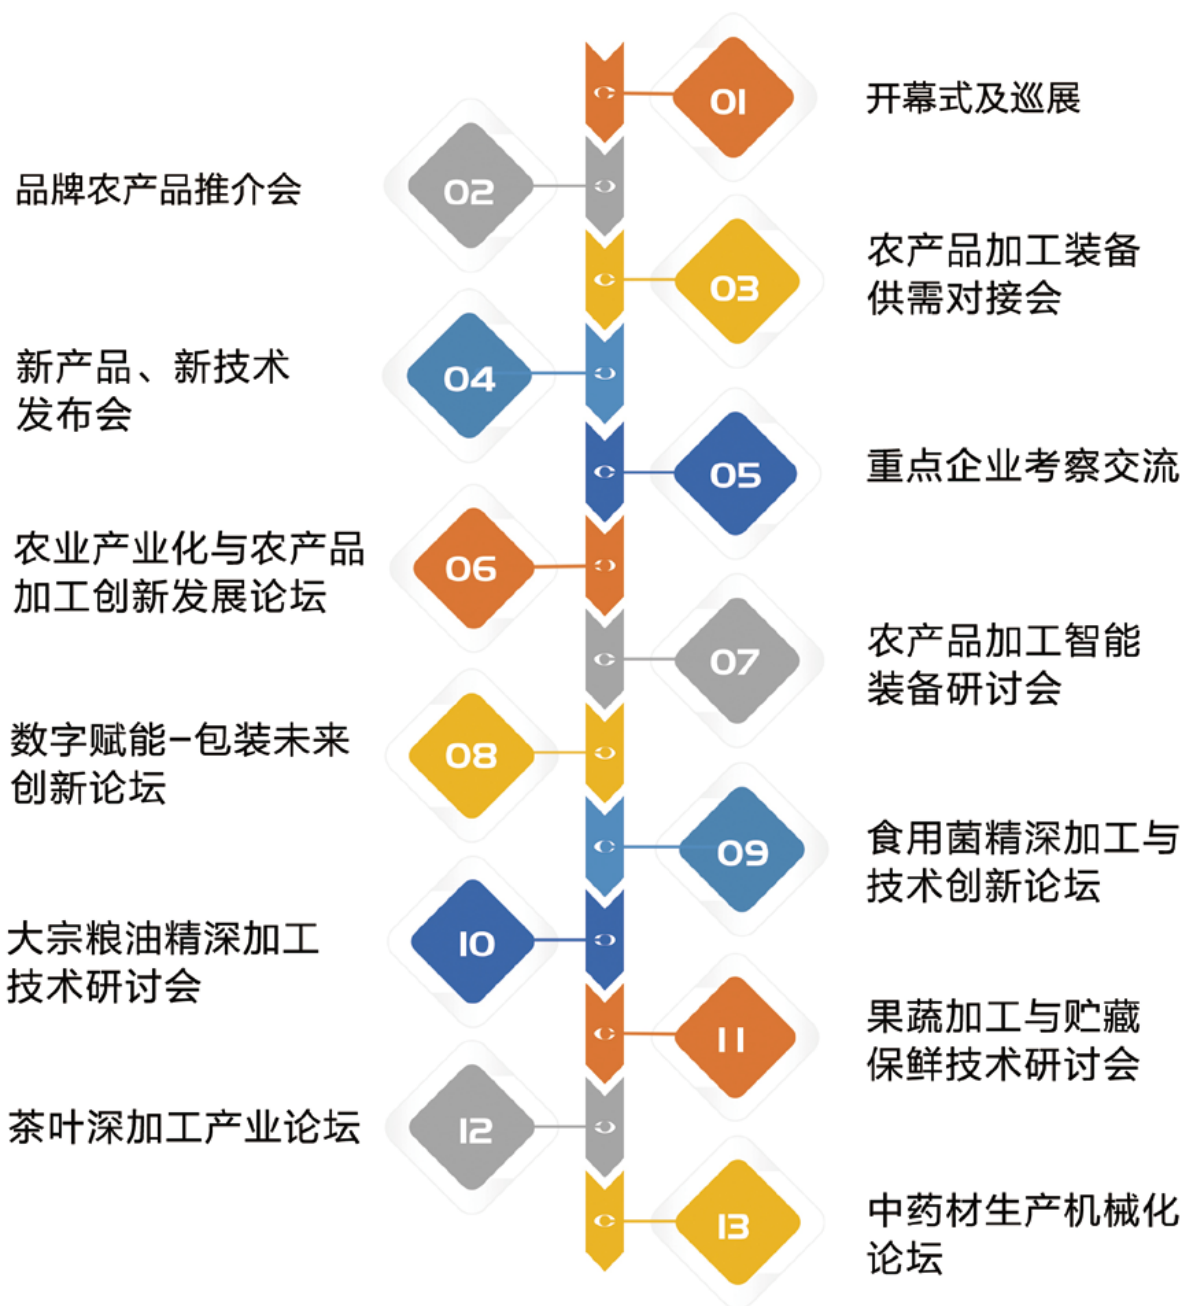 01
开幕式及巡展
02
品牌农产品推介会
03
农产品加工装备
供需对接会
04
新产品、新技术
发布会
05
重点企业考察交流
06
农业产业化与农产品
加工创新发展论坛
07
农产品加工智能
装备研讨会
08
数字赋能-包装未来
创新论坛
09
食用菌精深加工与
技术创新论坛
10
大宗粮油精深加工
技术研讨会
11
果蔬加工与贮藏
保鲜技术研讨会
12
茶叶深加工产业论坛
13
中药材生产机械化
论坛